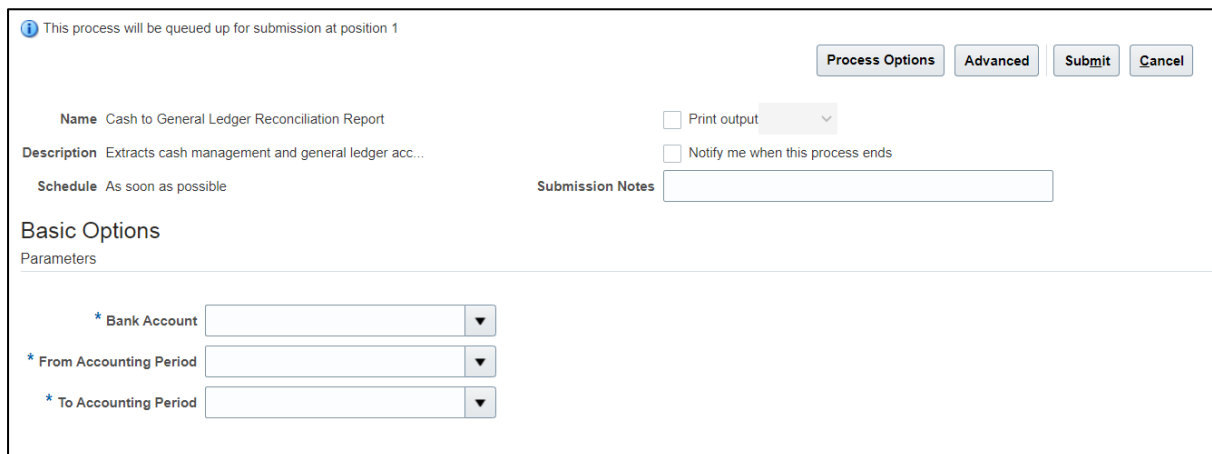 This process will be queued up for submission at position 1
Process Options Advanced Submit Cancel
Name Cash to General Ledger Reconciliation Report Print output
Description Extracts cash management and general ledger acc... Notify me when this process ends
Schedule As soon as possible Submission Notes
Basic Options
Parameters
* Bank Account
* From Accounting Period
* To Accounting Period